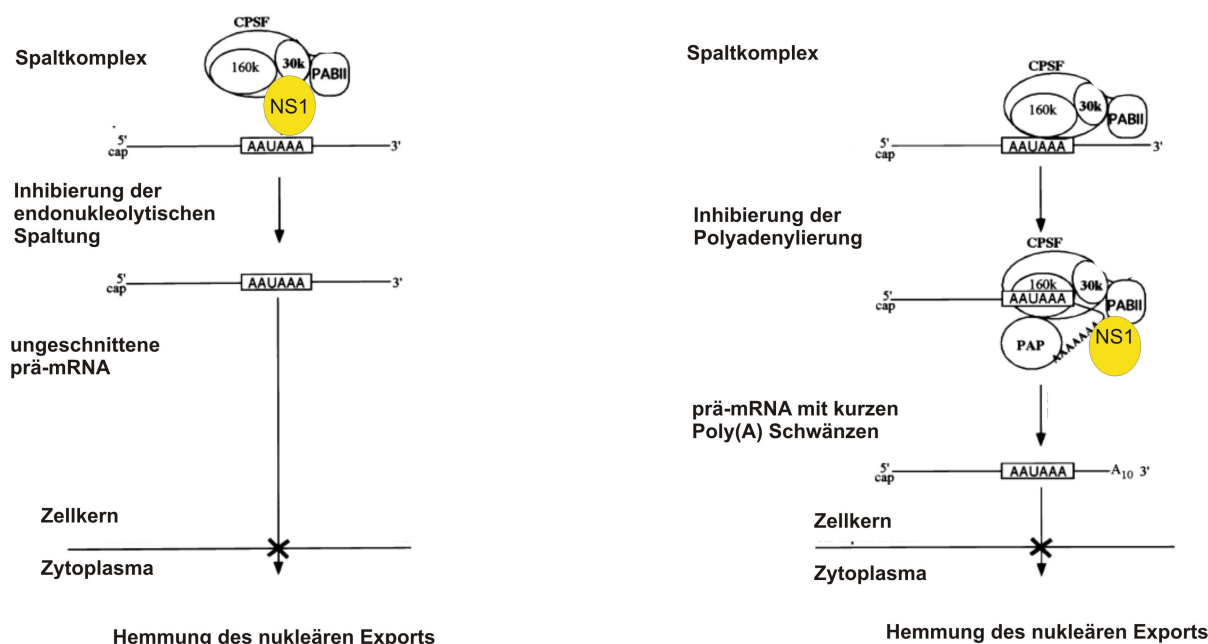 Spaltkomplex
CPSF
160k
30k
PABII
NS1
5'
cap
AAUAAA
3'
Inhibierung der
endonukleolytischen
Spaltung
5'
cap
AAUAAA
3'
ungeschnittene
prä-mRNA
Zellkern
Zytoplasma
Hemmung des nukleären Exports
Spaltkomplex
CPSF
160k
30k
PABII
5'
cap
AAUAAA
3'
Inhibierung der
Polyadenylierung
CPSF
160k
30k
5'
cap
AAUAAA
PABII
PAP
AAAAAA
NS1
prä-mRNA mit kurzen
Poly(A) Schwänzen
5'
cap
AAUAAA
A10 3'
Zellkern
Zytoplasma
Hemmung des nukleären Exports